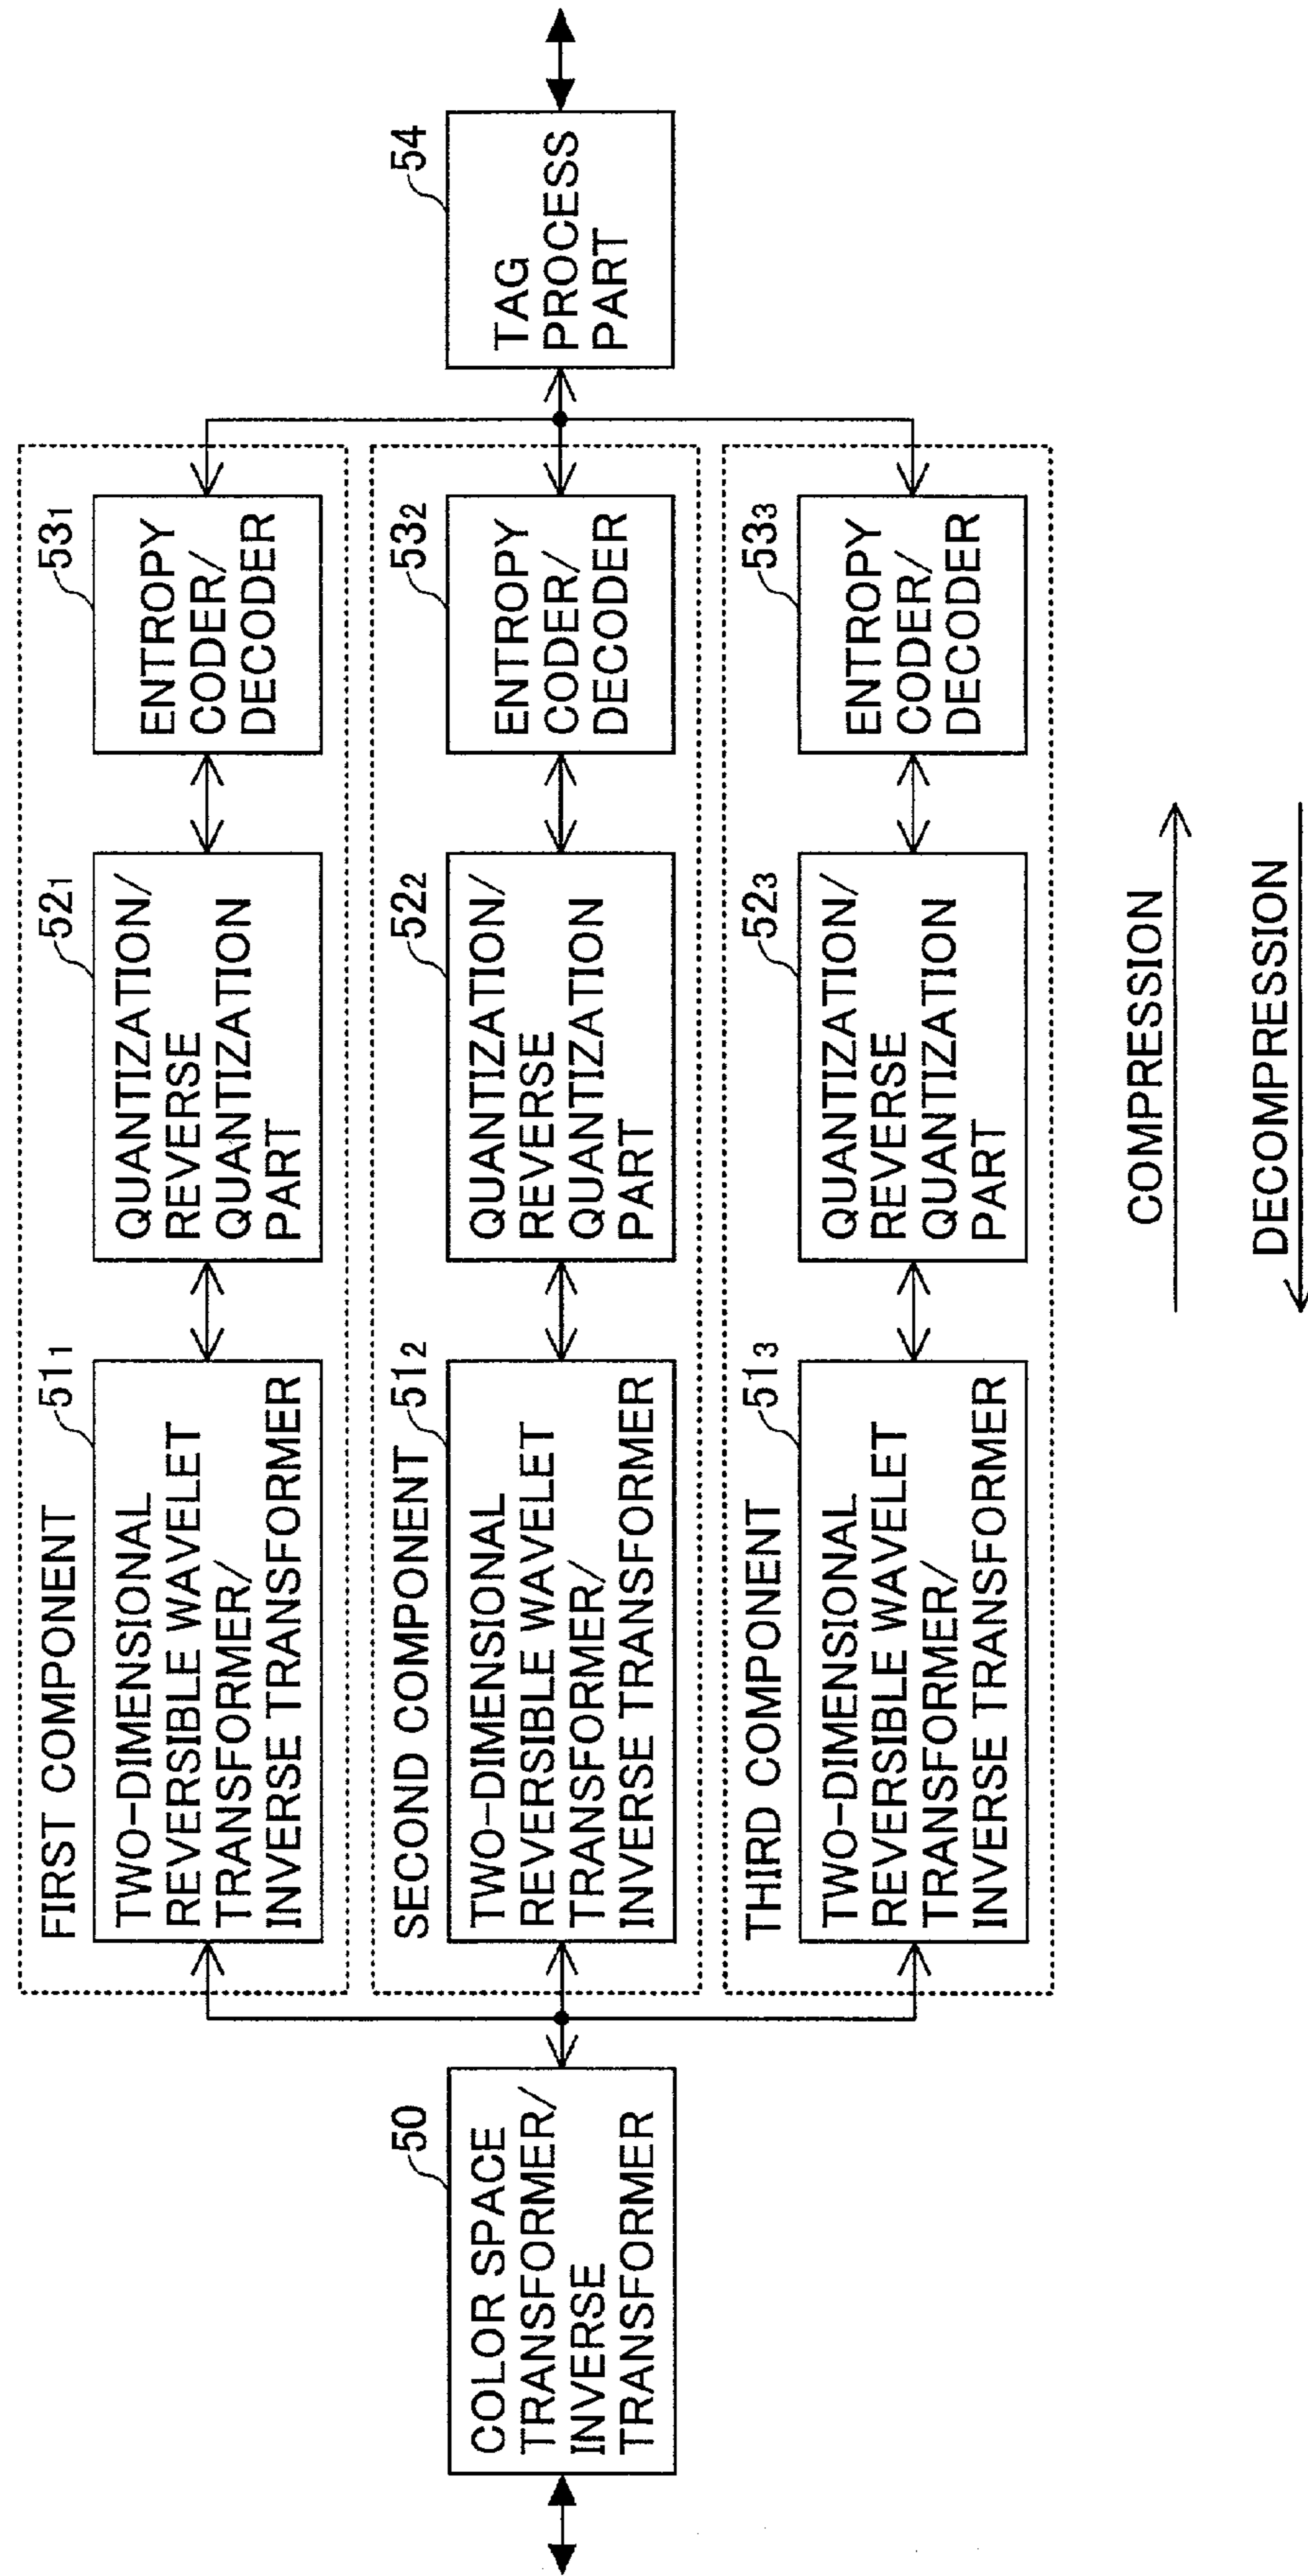 50
COLOR SPACE
TRANSFORMER/
INVERSE
TRANSFORMER
FIRST COMPONENT
51₁
TWO-DIMENSIONAL
REVERSIBLE WAVELET
TRANSFORMER/
INVERSE TRANSFORMER
52₁
QUANTIZATION/
REVERSE
QUANTIZATION
PART
53₁
ENTROPY
CODER/
DECODER
SECOND COMPONENT
51₂
TWO-DIMENSIONAL
REVERSIBLE WAVELET
TRANSFORMER/
INVERSE TRANSFORMER
52₂
QUANTIZATION/
REVERSE
QUANTIZATION
PART
53₂
ENTROPY
CODER/
DECODER
THIRD COMPONENT
51₃
TWO-DIMENSIONAL
REVERSIBLE WAVELET
TRANSFORMER/
INVERSE TRANSFORMER
52₃
QUANTIZATION/
REVERSE
QUANTIZATION
PART
53₃
ENTROPY
CODER/
DECODER
54
TAG
PROCESS
PART
COMPRESSION
DECOMPRESSION